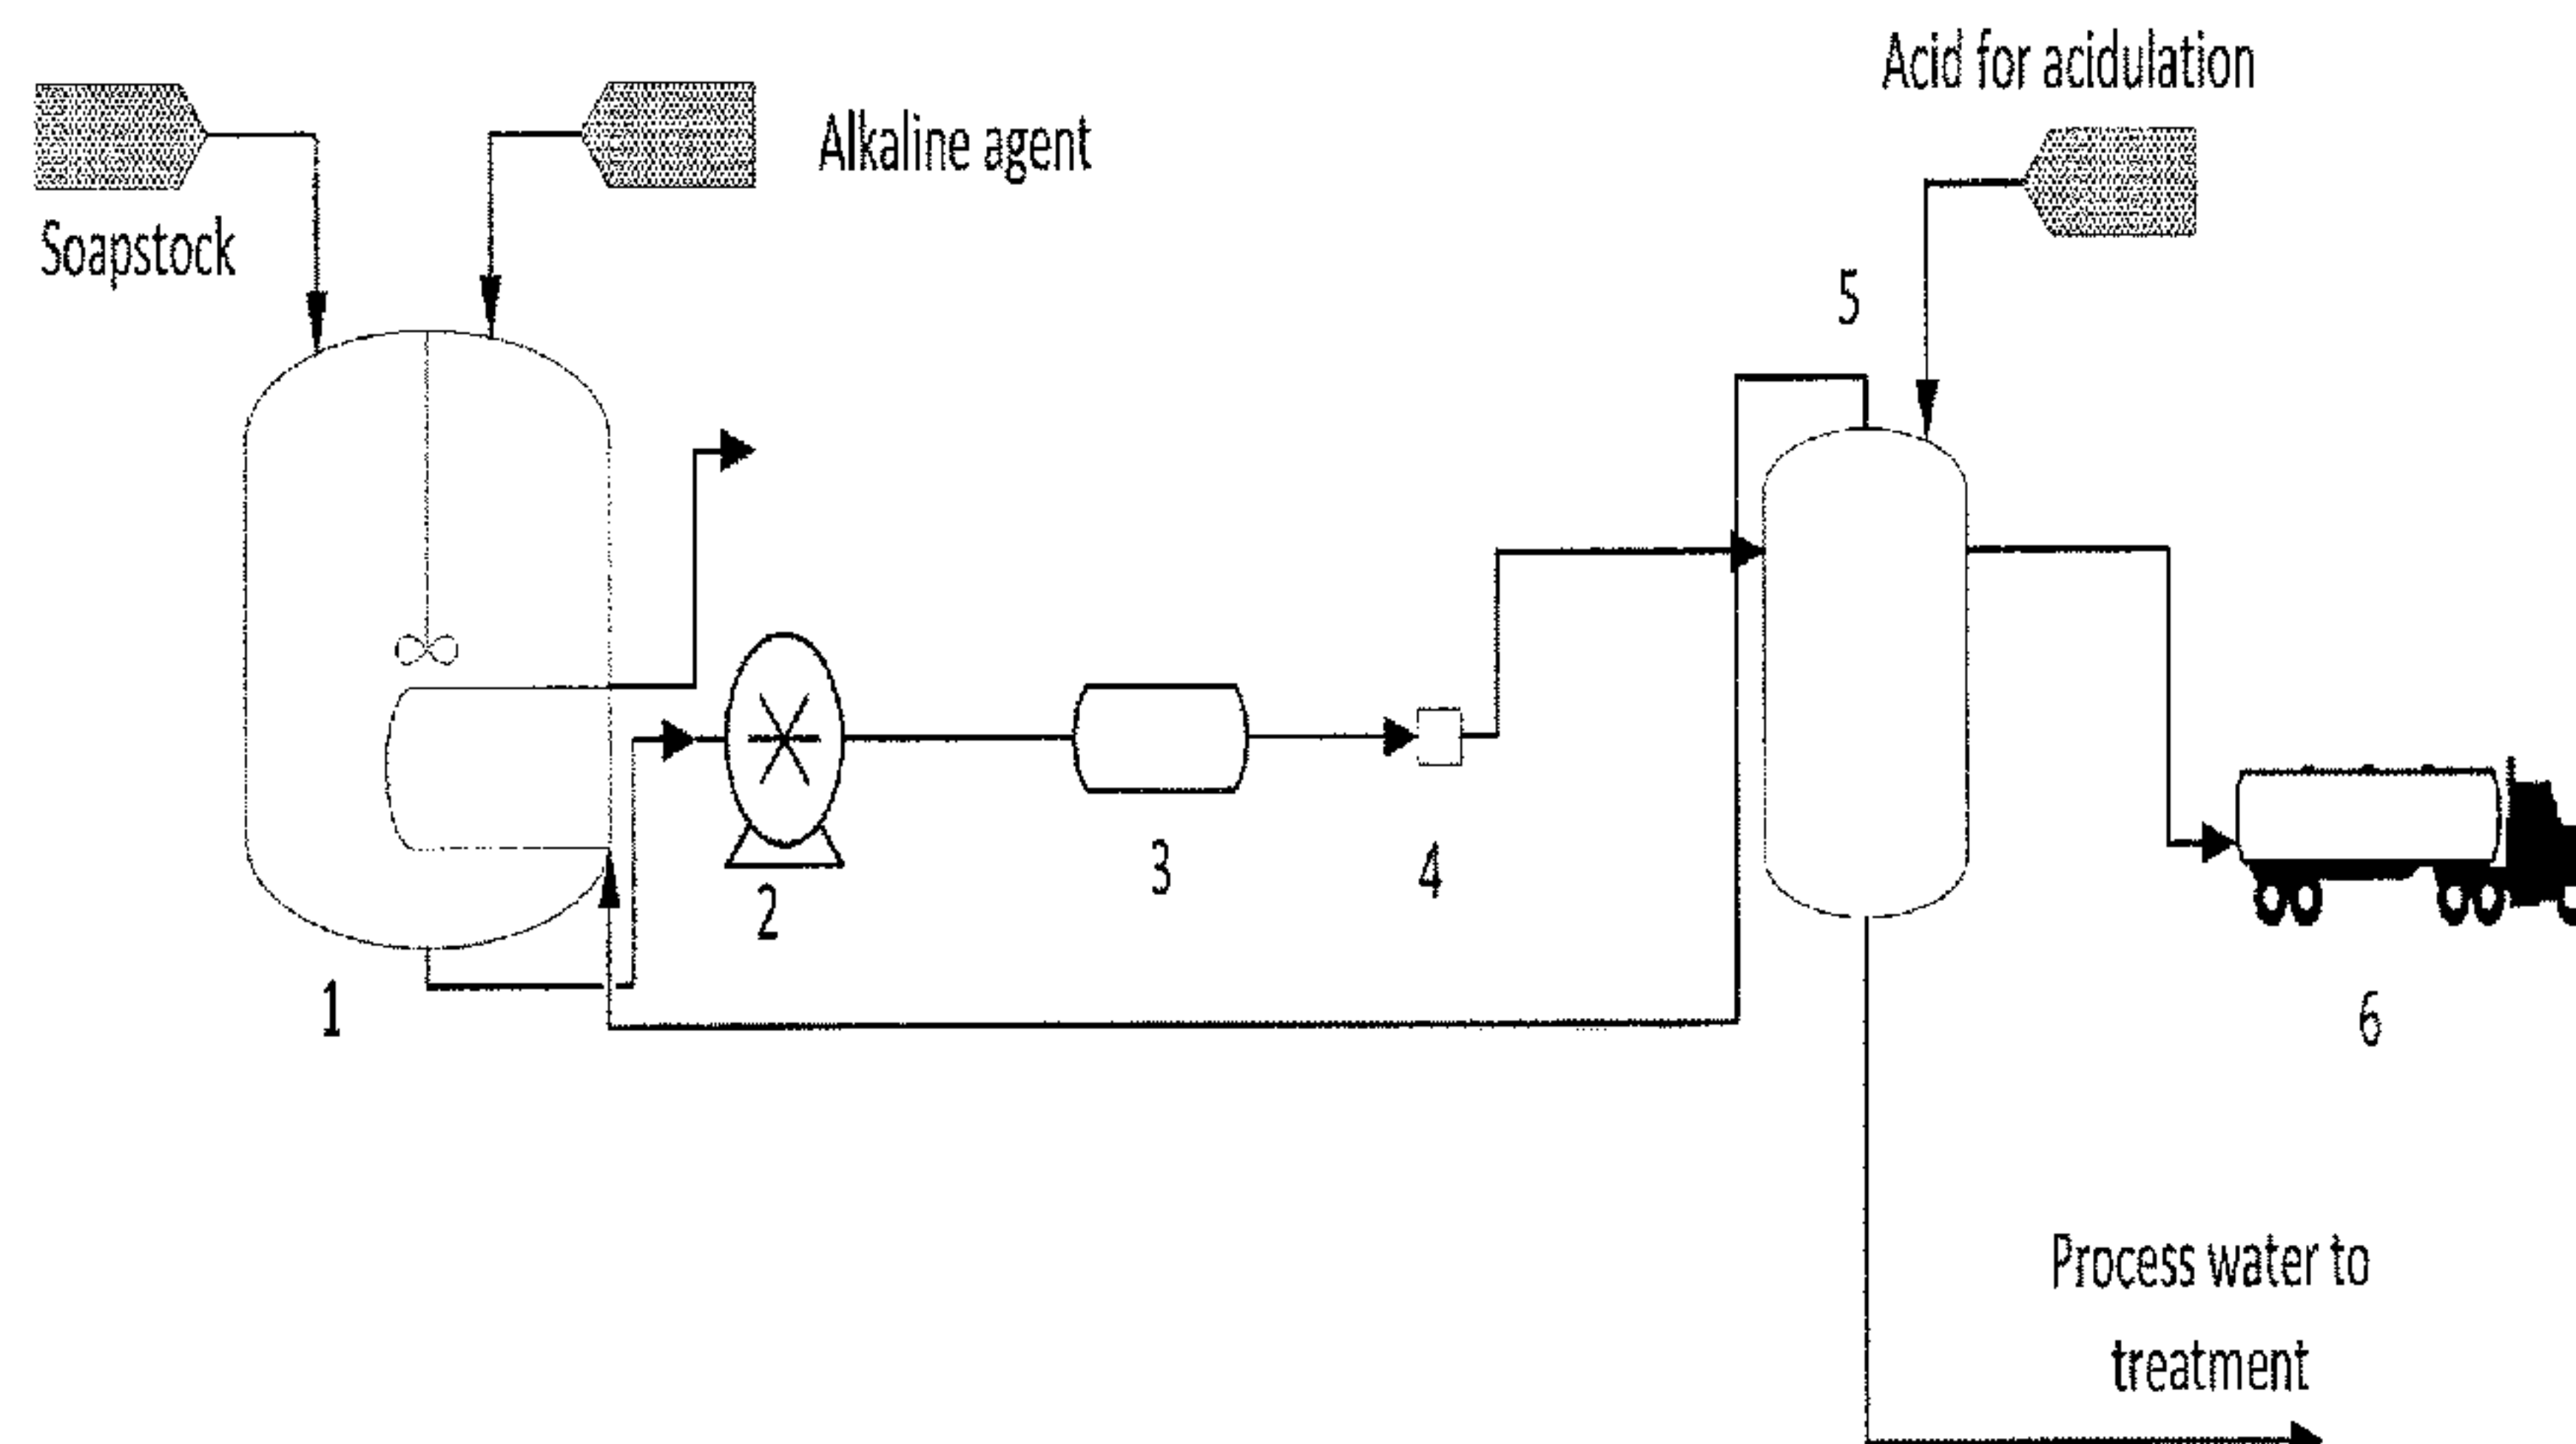 Acid for acidulation
Alkaline agent
Soapstock
5
2
3
4
1
6
Process water to
treatment